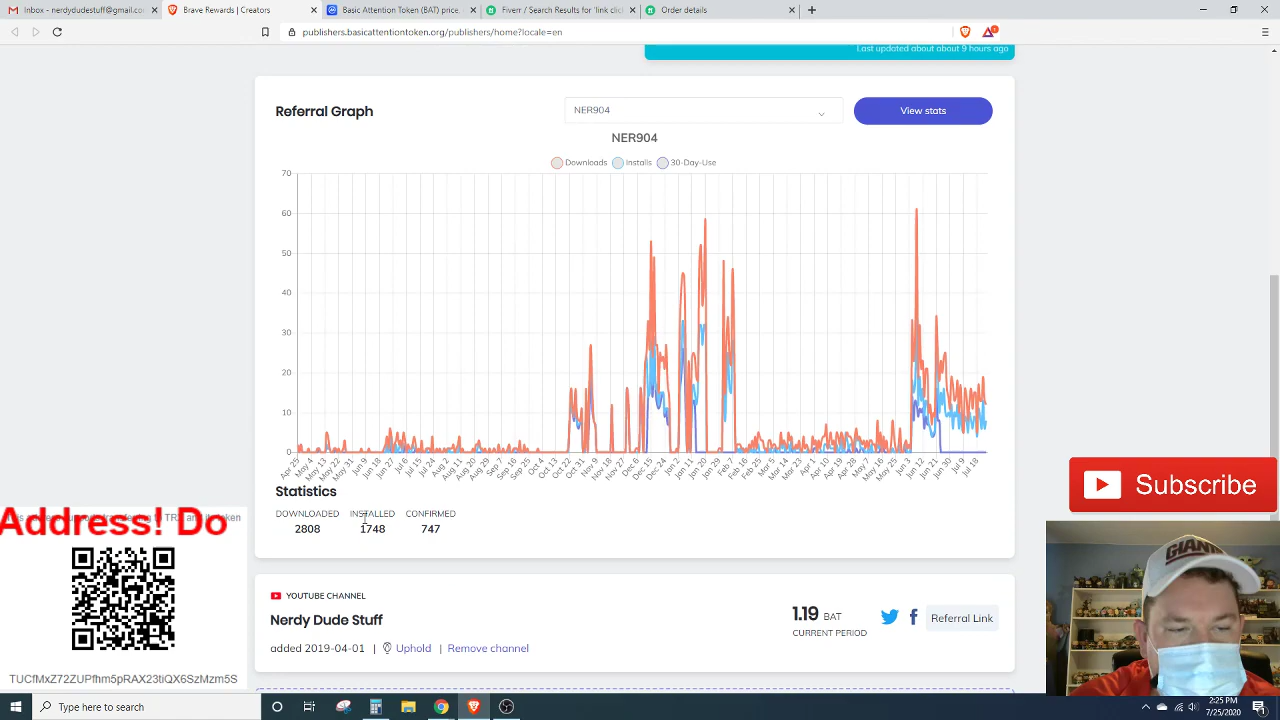 Inbox - nerdydudestuff@gmail.co
Brave Rewards | Creators
Basic Attention Token (BAT) price,
Fiverr / Search Results for 'link clic
Order details
publishers.basicattentiontoken.org/publishers/home?locale=en
Last updated about about 9 hours ago
Referral Graph
NER904
View stats
NER904
Downloads
Installs
30-Day-Use
70
60
50
40
30
20
10
0
Statistics
DOWNLOADED INSTALLED CONFIRMED
2808 1748 747
Address! Do
Subscribe
YOUTUBE CHANNEL
Nerdy Dude Stuff
added 2019-04-01 | Uphold | Remove channel
1.19 BAT
CURRENT PERIOD
Referral Link
GIANTS
TUCfMxZ72ZUPfhm5pRAX23tiQX6SzMzm5S
Type here to search
2:25 PM
7/25/2020